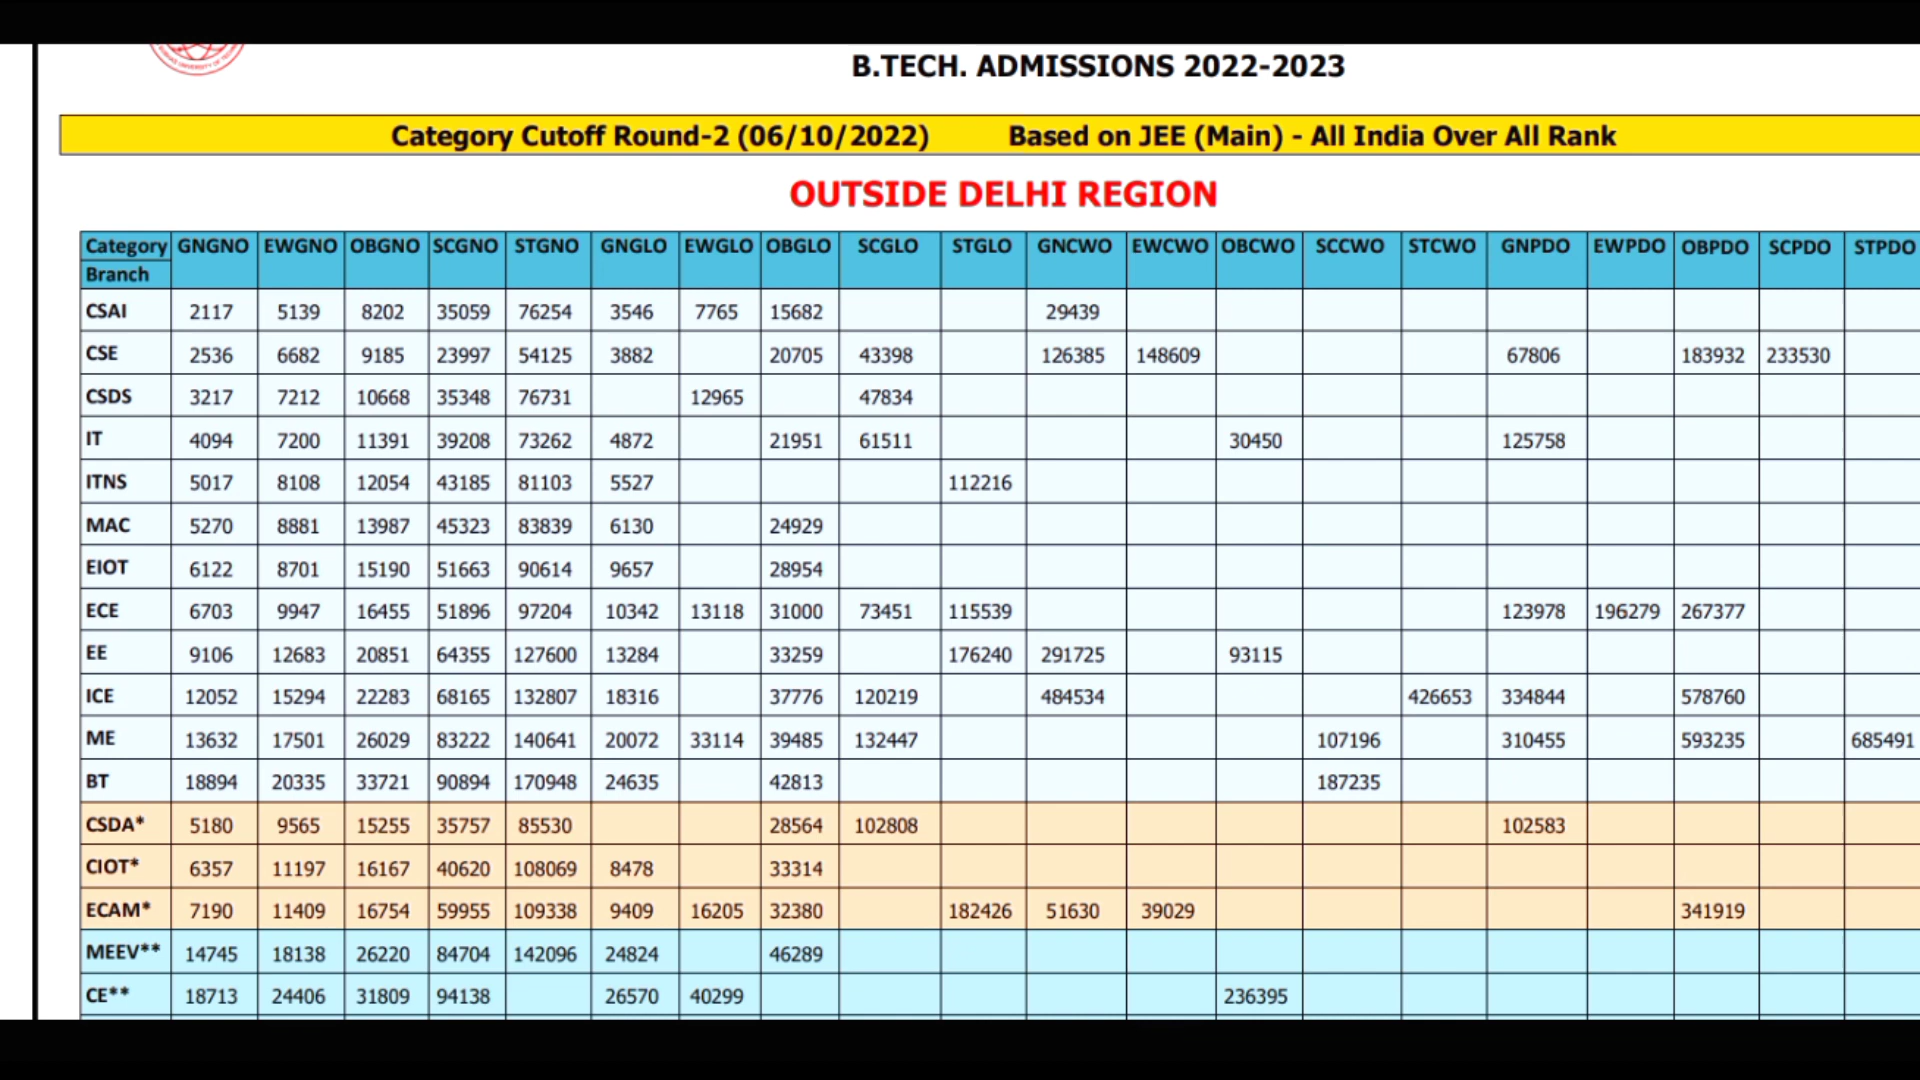 B.TECH. ADMISSIONS 2022-2023
Category Cutoff Round-2 (06/10/2022) Based on JEE (Main) - All India Over All Rank
OUTSIDE DELHI REGION
Category GNGNO EWGNO OBGNO SCGNO STGNO GNGLO EWGLO OBGLO SCGLO STGLO GNCWO EWCWO OBCWO SCCWO STCWO GNPDO EWPDO OBPDO SCPDO STPDO
Branch
CSAI 2117 5139 8202 35059 76254 3546 7765 15682 29439
CSE 2536 6682 9185 23997 54125 3882 20705 43398 126385 148609 67806 183932 233530
CSDS 3217 7212 10668 35348 76731 12965 47834
IT 4094 7200 11391 39208 73262 4872 21951 61511 30450 125758
ITNS 5017 8108 12054 43185 81103 5527 112216
MAC 5270 8881 13987 45323 83839 6130 24929
EIOT 6122 8701 15190 51663 90614 9657 28954
ECE 6703 9947 16455 51896 97204 10342 13118 31000 73451 115539 123978 196279 267377
EE 9106 12683 20851 64355 127600 13284 33259 176240 291725 93115
ICE 12052 15294 22283 68165 132807 18316 37776 120219 484534 426653 334844 578760
ME 13632 17501 26029 83222 140641 20072 33114 39485 132447 107196 310455 593235 685491
BT 18894 20335 33721 90894 170948 24635 42813 187235
CSDA* 5180 9565 15255 35757 85530 28564 102808 102583
CIOT* 6357 11197 16167 40620 108069 8478 33314
ECAM* 7190 11409 16754 59955 109338 9409 16205 32380 182426 51630 39029 341919
MEEV** 14745 18138 26220 84704 142096 24824 46289
CE** 18713 24406 31809 94138 26570 40299 236395